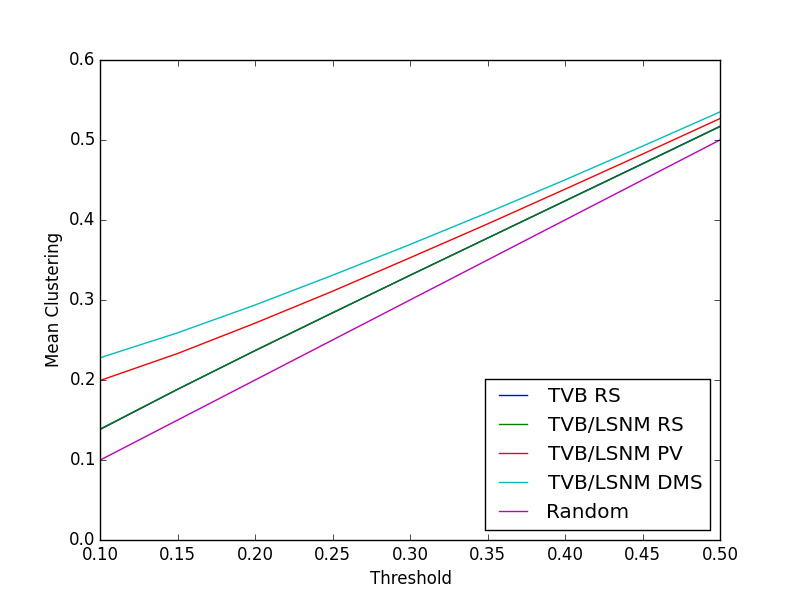 0.6
0.5
0.4
0.3
0.2
0.1
0.0
Mean Clustering
TVB RS
TVB/LSNM RS
TVB/LSNM PV
TVB/LSNM DMS
Random
0.10 0.15 0.20 0.25 0.30 0.35 0.40 0.45 0.50
Threshold